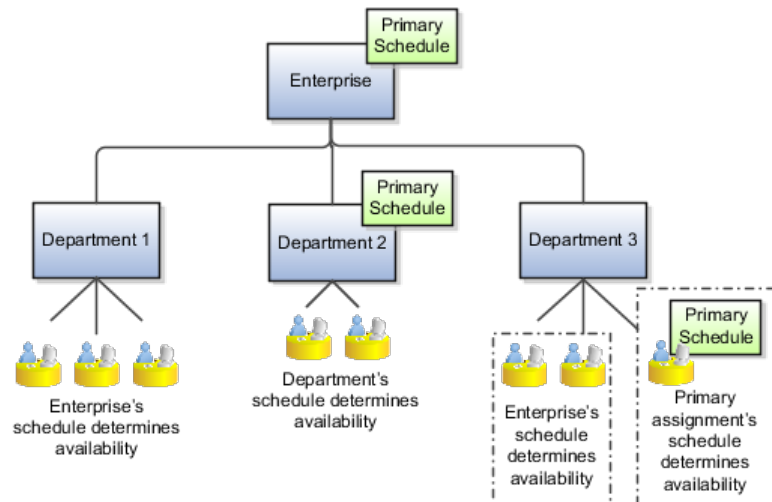 Primary
Schedule
Enterprise
Primary
Schedule
Department 1
Department 2
Department 3
Primary
Schedule
Enterprise's
schedule determines
availability
Department's
schedule determines
availability
Enterprise's
schedule
determines
availability
Primary
assignment's
schedule
determines
availability